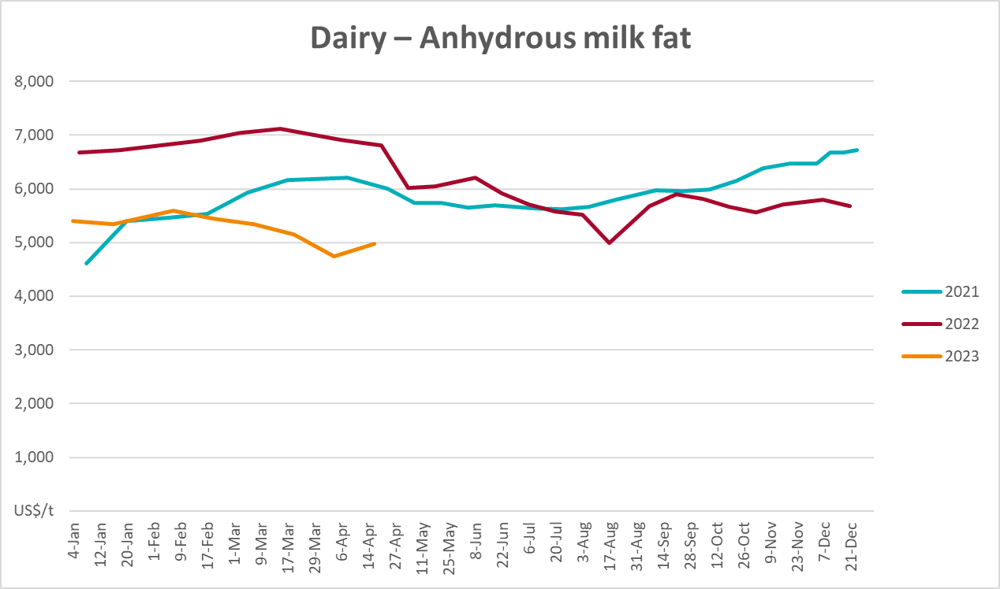 Dairy – Anhydrous milk fat
8,000
7,000
6,000
5,000
4,000
3,000
2,000
1,000
US$/t
4-Jan
12-Jan
20-Jan
1-Feb
9-Feb
17-Feb
1-Mar
9-Mar
17-Mar
29-Mar
6-Apr
14-Apr
27-Apr
11-May
25-May
8-Jun
22-Jun
6-Jul
20-Jul
3-Aug
17-Aug
31-Aug
14-Sep
28-Sep
12-Oct
26-Oct
9-Nov
23-Nov
7-Dec
21-Dec
2021
2022
2023